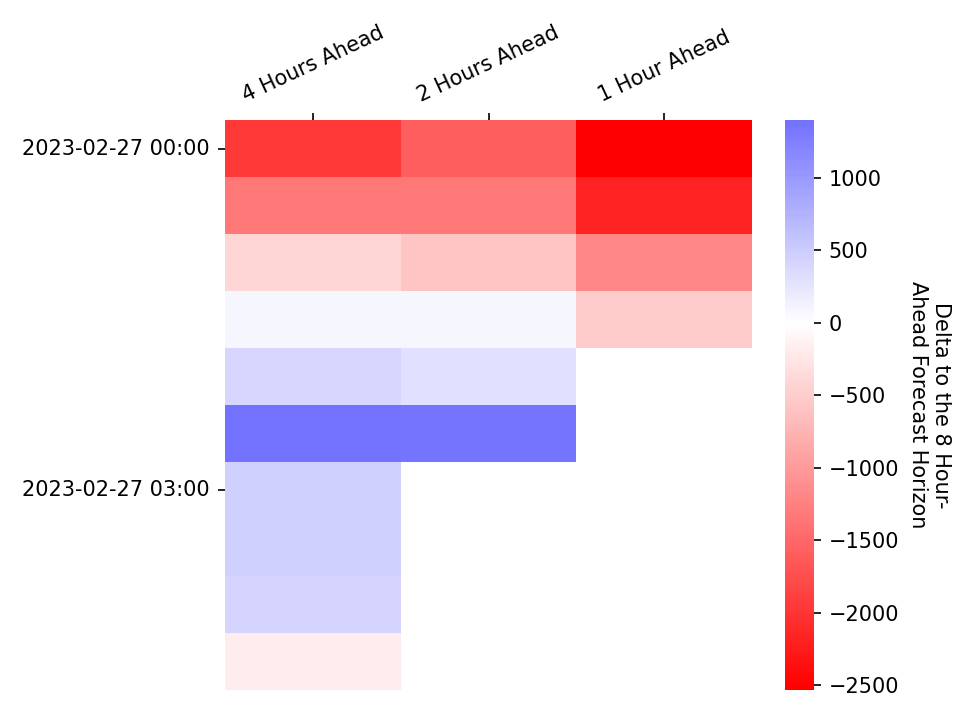 4 Hours Ahead
2 Hours Ahead
1 Hour Ahead
2023-02-27 00:00
2023-02-27 03:00
1000
500
0
−500
−1000
−1500
−2000
−2500
Delta to the 8 Hour-
Ahead Forecast Horizon